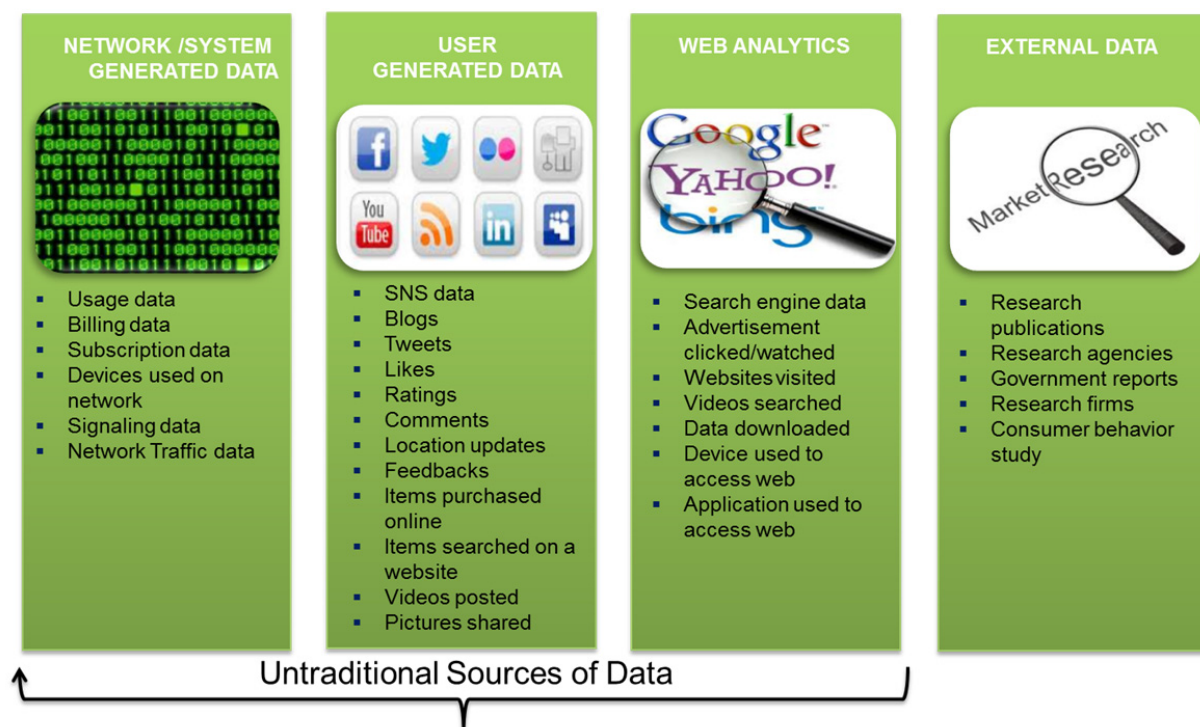 NETWORK /SYSTEM
GENERATED DATA
Usage data
Billing data
Subscription data
Devices used on
network
Signaling data
Network Traffic data
USER
GENERATED DATA
You
Tube
in
SNS data
Blogs
Tweets
Likes
Ratings
Comments
Location updates
Feedbacks
Items purchased
online
Items searched on a
website
Videos posted
Pictures shared
WEB ANALYTICS
Google
YAHOO!
bing
Search engine data
Advertisement
clicked/watched
Websites visited
Videos searched
Data downloaded
Device used to
access web
Application used to
access web
EXTERNAL DATA
Market Research
Research
publications
Research agencies
Government reports
Research firms
Consumer behavior
study
Untraditional Sources of Data